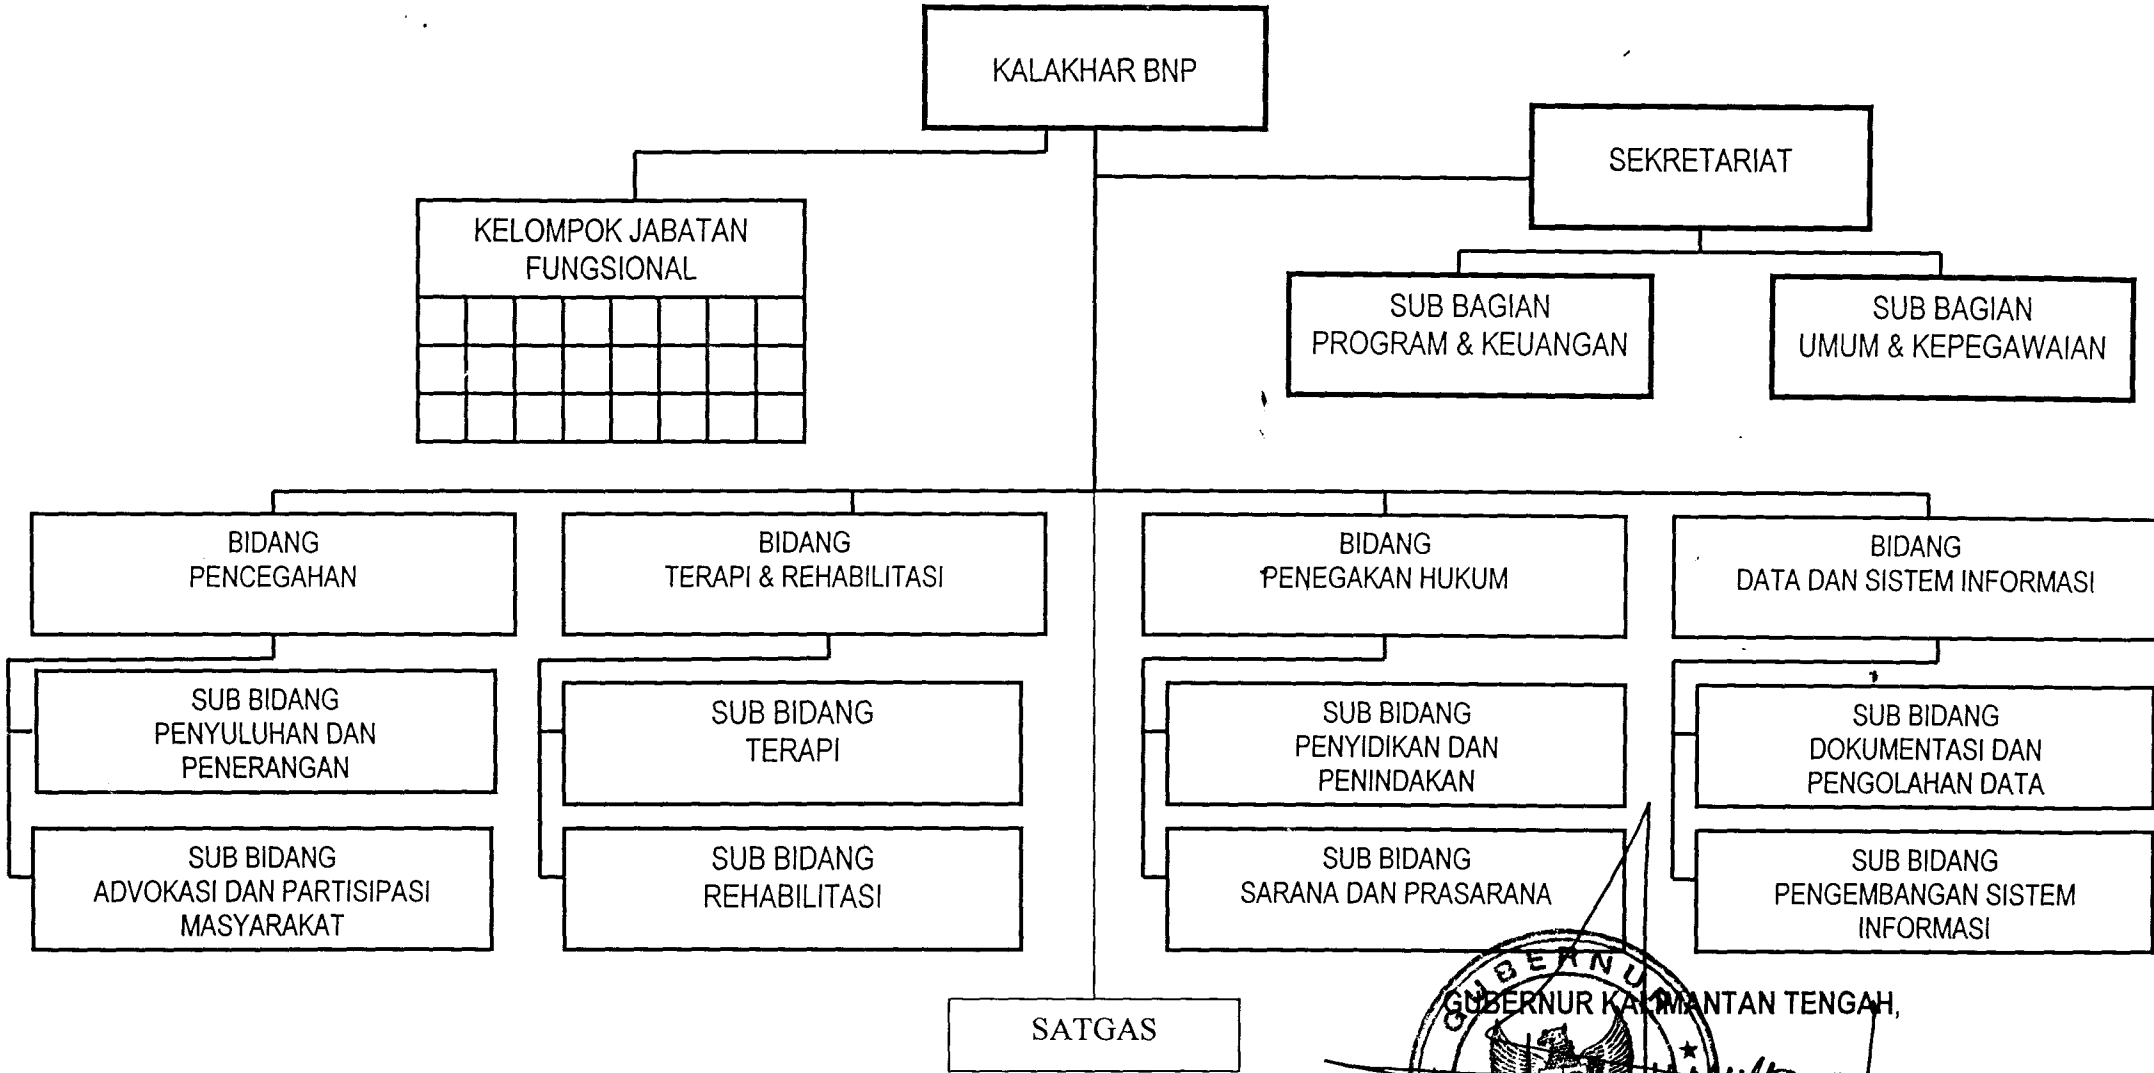 KALAKHAR BNP
SEKRETARIAT
KELOMPOK JABATAN
FUNGSIONAL
SUB BAGIAN
PROGRAM & KEUANGAN
SUB BAGIAN
UMUM & KEPEGAWAIAN
BIDANG
PENCEGAHAN
BIDANG
TERAPI & REHABILITASI
BIDANG
PENEGAKAN HUKUM
BIDANG
DATA DAN SISTEM INFORMASI
SUB BIDANG
PENYULUHAN DAN
PENERANGAN
SUB BIDANG
TERAPI
SUB BIDANG
PENYIDIKAN DAN
PENINDAKAN
SUB BIDANG
DOKUMENTASI DAN
PENGOLAHAN DATA
SUB BIDANG
ADVOKASI DAN PARTISIPASI
MASYARAKAT
SUB BIDANG
REHABILITASI
SUB BIDANG
SARANA DAN PRASARANA
SUB BIDANG
PENGEMBANGAN SISTEM
INFORMASI
SATGAS
GUBERNUR
GUBERNUR KALIMANTAN TENGAH,